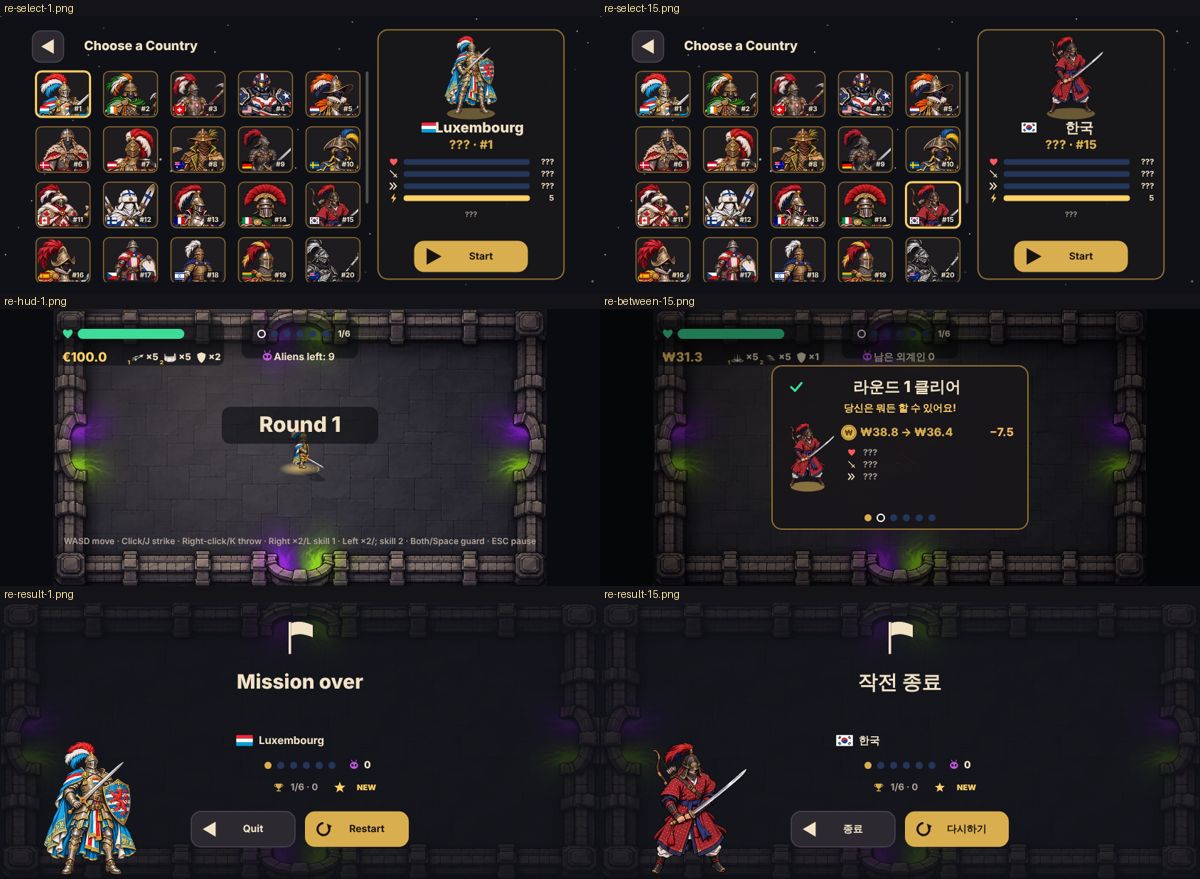 re-select-1.png
Choose a Country
#1 #2 #3 #4 #5
#6 #7 #8 #9 #10
#11 #12 #13 #14 #15
#16 #17 #18 #19 #20
Luxembourg
??? · #1
???
???
???
5
???
Start
re-select-15.png
Choose a Country
#1 #2 #3 #4 #5
#6 #7 #8 #9 #10
#11 #12 #13 #14 #15
#16 #17 #18 #19 #20
한국
??? · #15
???
???
???
5
???
Start
re-hud-1.png
1/6
€100.0 1 ×5 2 ×5 ×2
Aliens left: 9
Round 1
WASD move · Click/J strike · Right-click/K throw · Right ×2/L skill 1 · Left ×2/; skill 2 · Both/Space guard · ESC pause
re-between-15.png
1/6
₩31.3 1 ×5 2 ×5 ×1
남은 외계인 0
라운드 1 클리어
당신은 뭐든 할 수 있어요!
₩ ₩38.8 → ₩36.4 −7.5
???
???
???
re-result-1.png
Mission over
Luxembourg
0
1/6 · 0 NEW
Quit
Restart
re-result-15.png
작전 종료
한국
0
1/6 · 0 NEW
종료
다시하기